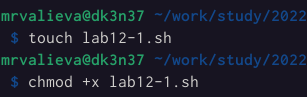 mrvalieva@dk3n37 ~/work/study/2022
$ touch lab12-1.sh
mrvalieva@dk3n37 ~/work/study/2022
$ chmod +x lab12-1.sh